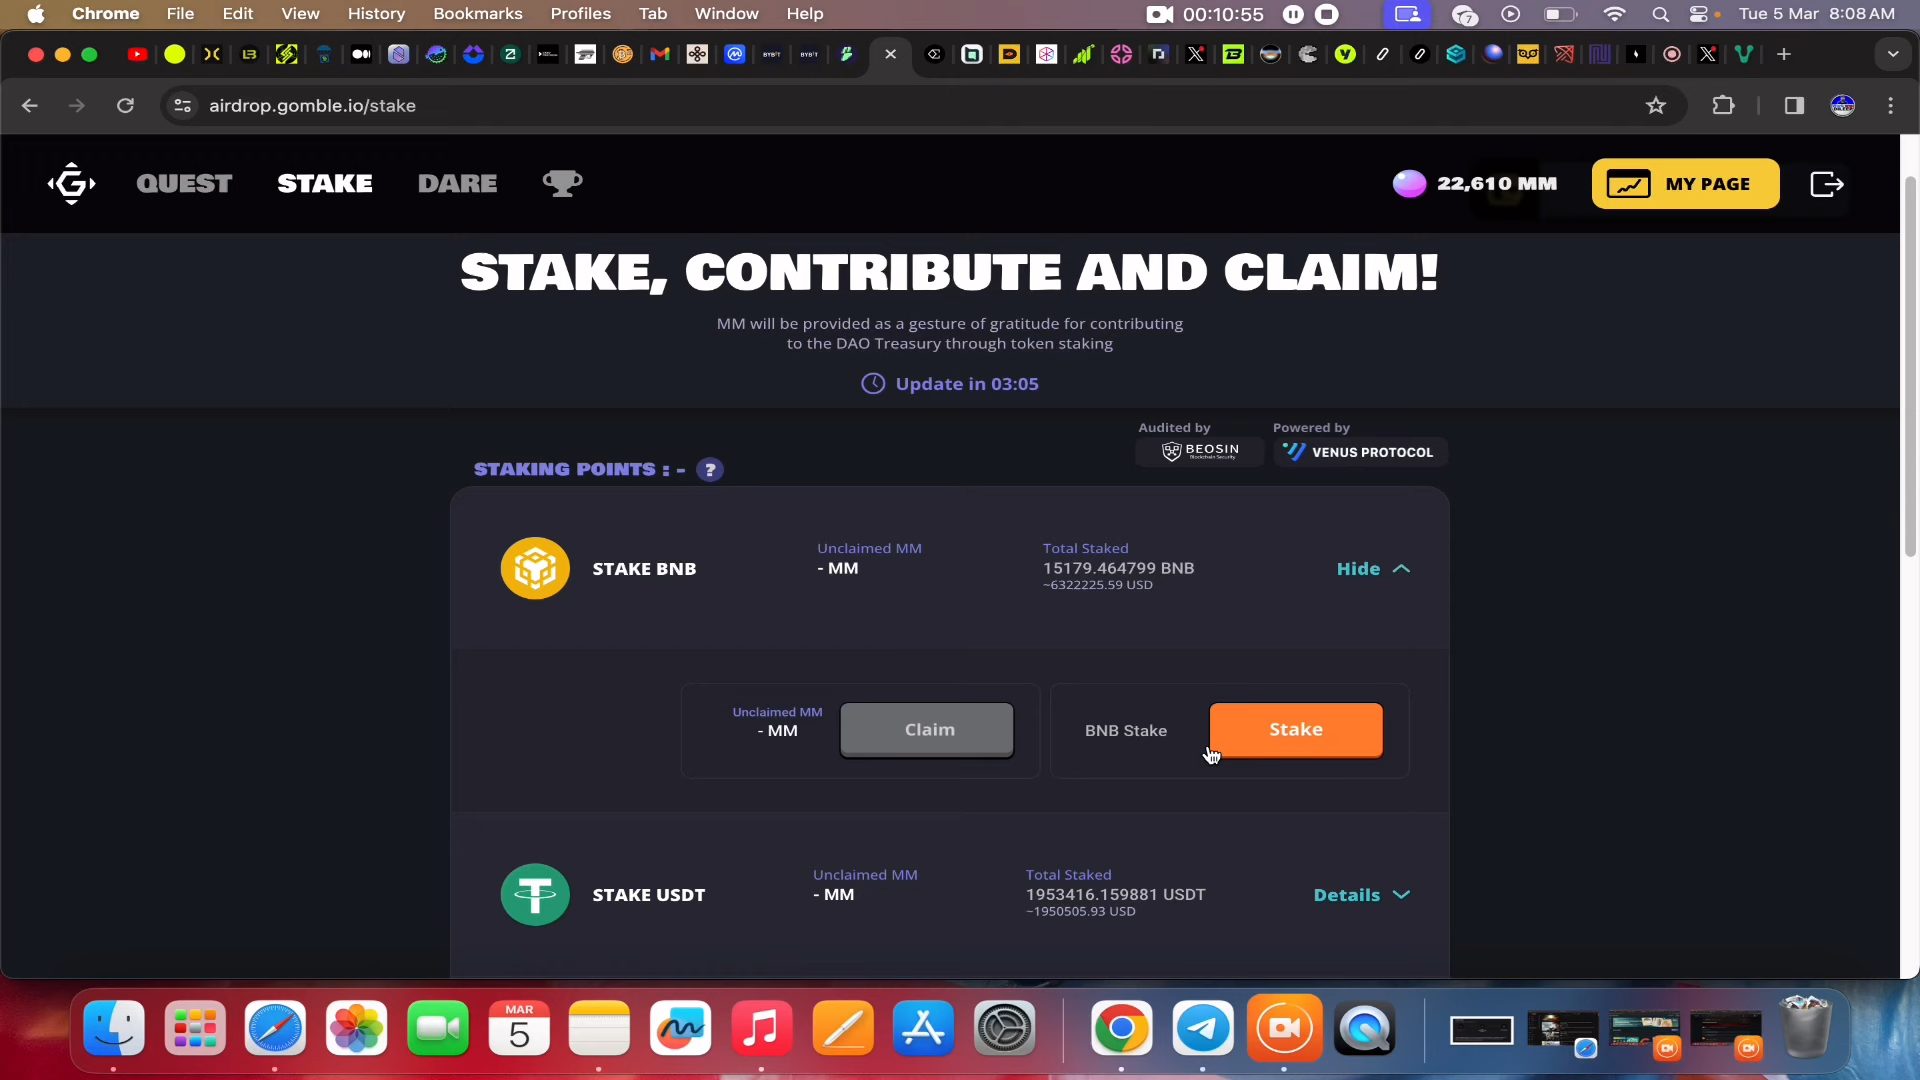 Chrome File Edit View History Bookmarks Profiles Tab Window Help 00:10:55 7 Tue 5 Mar 8:08 AM
airdrop.gomble.io/stake
QUEST STAKE DARE 22,610 MM MY PAGE
STAKE, CONTRIBUTE AND CLAIM!
MM will be provided as a gesture of gratitude for contributing
to the DAO Treasury through token staking
Update in 03:05
Audited by Powered by
BEOSIN VENUS PROTOCOL
Blockchain Security
STAKING POINTS : - ?
Unclaimed MM Total Staked
STAKE BNB - MM 15179.464799 BNB Hide
~6322225.59 USD
Unclaimed MM
- MM Claim BNB Stake Stake
Unclaimed MM Total Staked
STAKE USDT - MM 1953416.159881 USDT Details
~1950505.93 USD
MAR
5